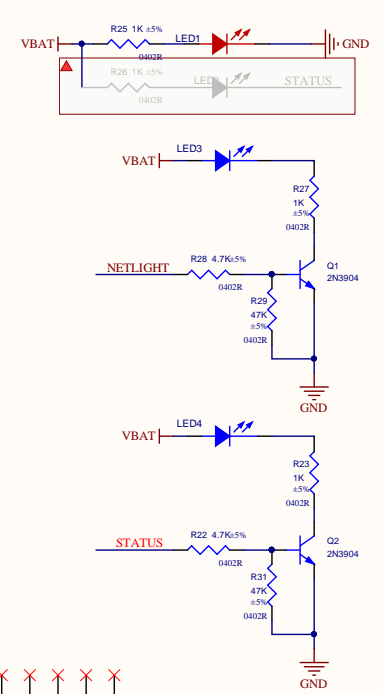 R25 1K ±5%
LED1
VBAT
GND
0402R
R26 1K ±5%
LED2
STATUS
0402R
LED3
VBAT
R27
1K
±5%
0402R
NETLIGHT
R28 4.7K±5%
0402R
Q1
2N3904
R29
47K
±5%
0402R
GND
LED4
VBAT
R23
1K
±5%
0402R
STATUS
R22 4.7K±5%
0402R
Q2
2N3904
R31
47K
±5%
0402R
GND